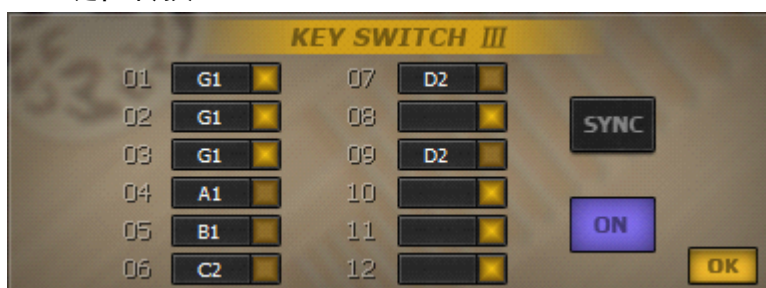 KEY SWITCH III
01 G1 07 D2
02 G1 08
03 G1 09 D2
04 A1 10
05 B1 11
06 C2 12
SYNC
ON
OK